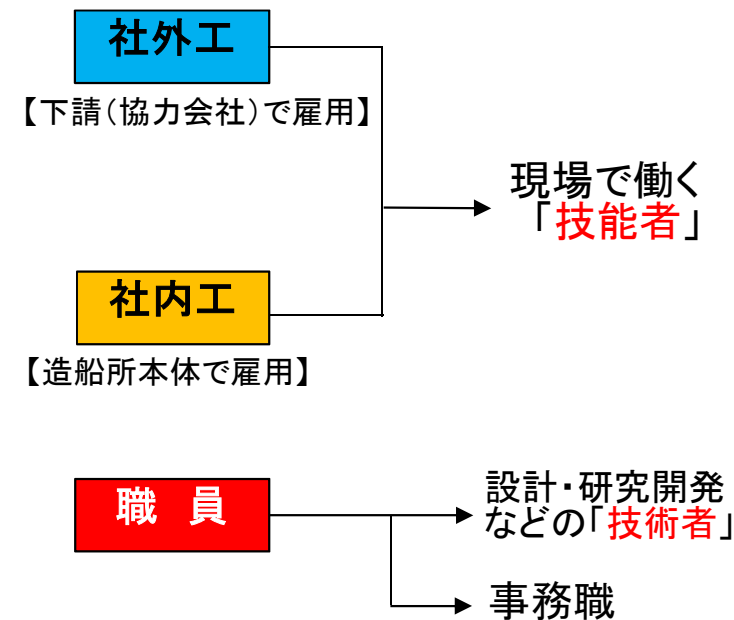 社外工
【下請(協力会社)で雇用】
現場で働く
「技能者」
社内工
【造船所本体で雇用】
職　員
設計・研究開発
などの「技術者」
事務職